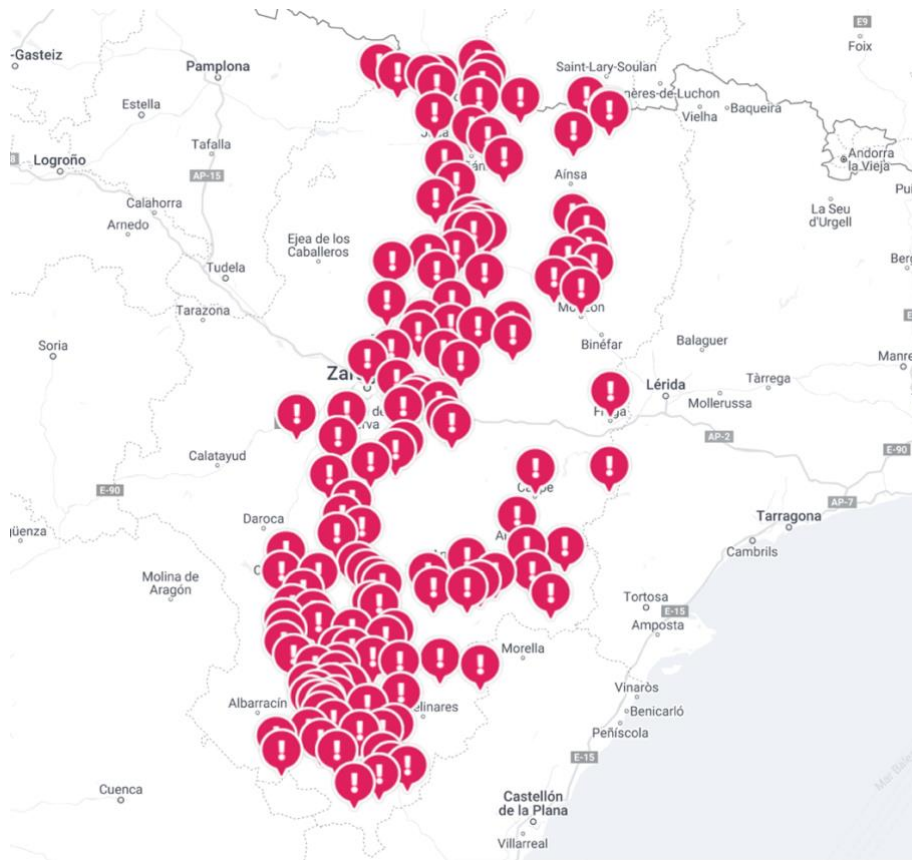 E9
Foix
-Gasteiz
Pamplona
Saint-Lary-Soulan
nères-de-Luchon
Vielha
Baqueira
Estella
Tafalla
Logroño
AP-15
Andorra
la Vieja
Aínsa
Calahorra
Arnedo
La Seu
d'Urgell
Ejea de los
Caballeros
Tudela
Tarazona
Soria
Binéfar
Balaguer
Lérida
Tàrrega
Mollerussa
AP-2
E-90
Calatayud
E-90
AP-7
Tarragona
Daroca
Cambrils
Molina de
Aragón
Tortosa
E-15
Amposta
Morella
Vinaròs
Benicarló
Peñíscola
Albarracín
E-15
Cuenca
Castellón
de la Plana
Villarreal